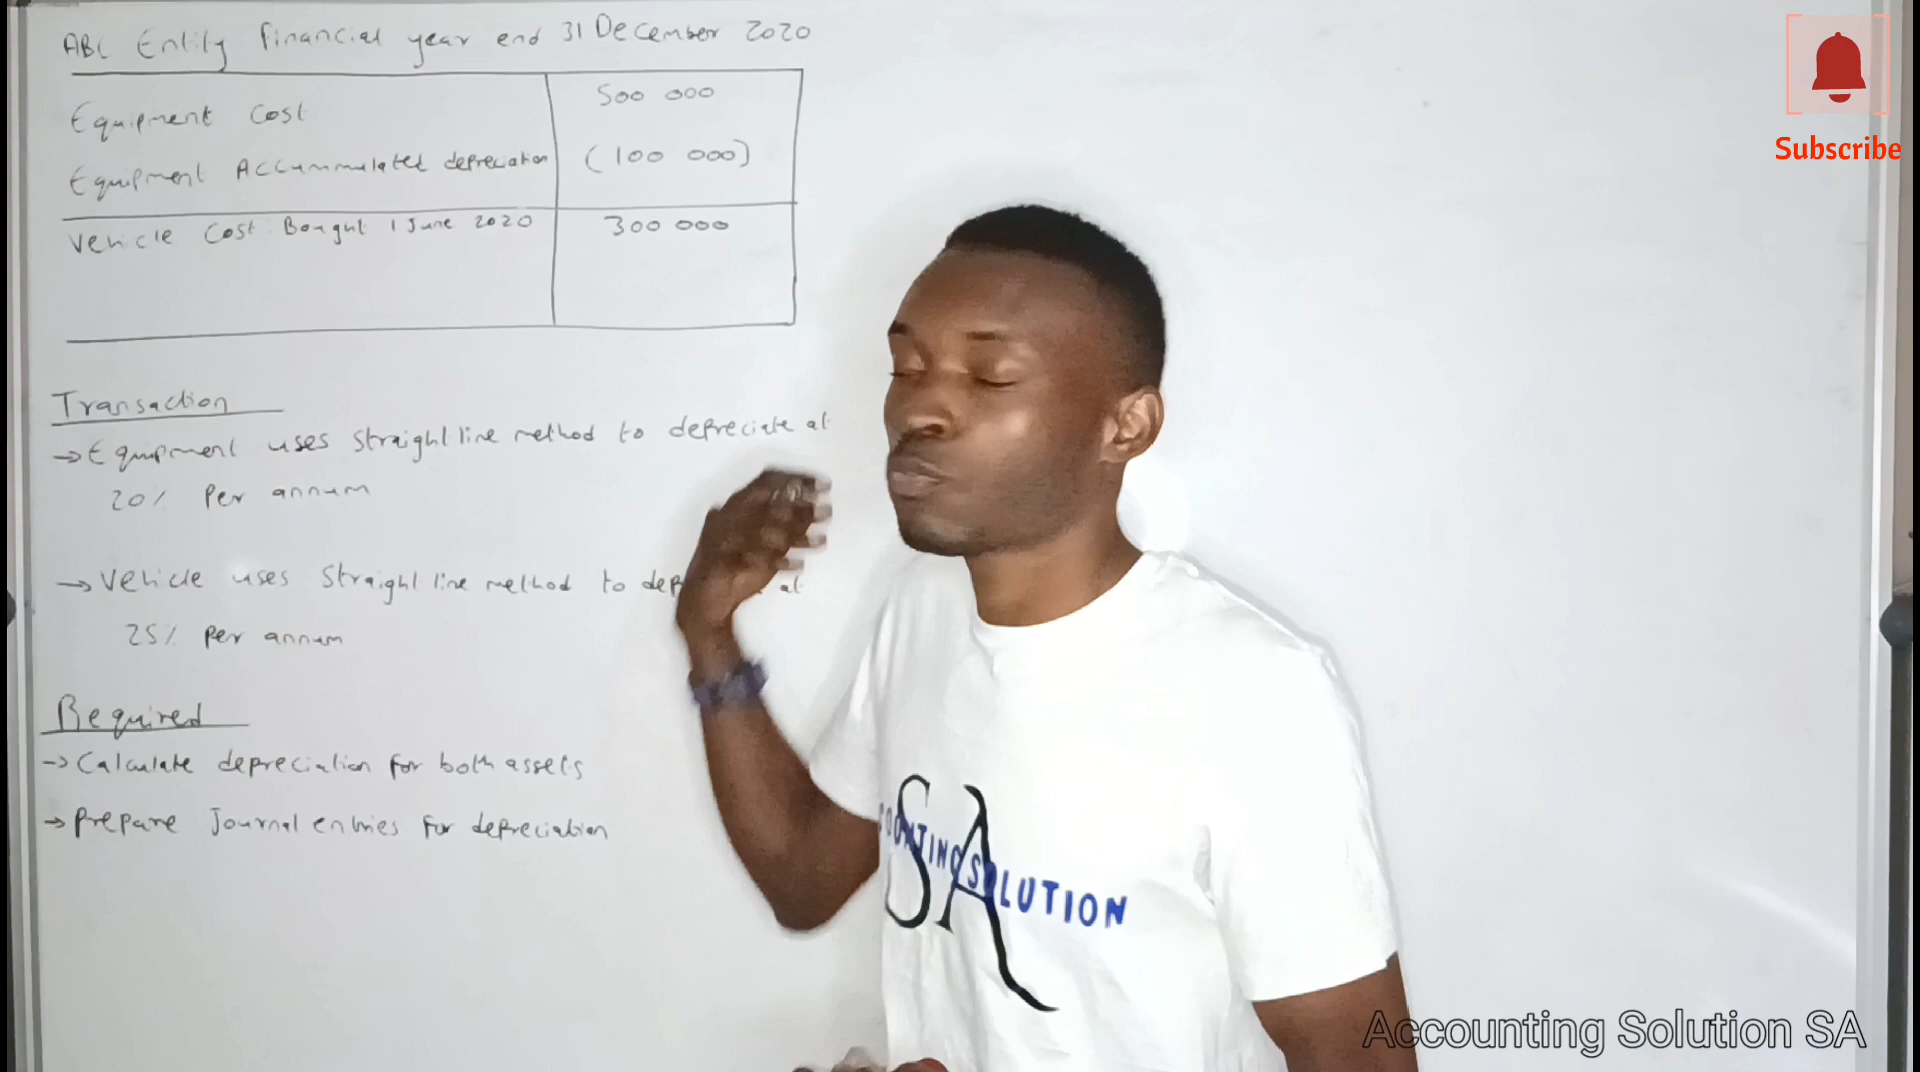 ABC Entity financial year end 31 December 2020
Equipment Cost 500 000
Equipment Accummulated depreciation (100 000)
Vehicle Cost Bought 1 June 2020 300 000
Transaction
→ Equipment uses straight line method to depreciate at
20% Per annum
→ Vehicle uses straight line method to dep at
25% Per annum
Required
→ Calculate depreciation for both assets
→ Prepare Journal entries for depreciation
Subscribe
SA
COUNTING SOLUTION
Accounting Solution SA